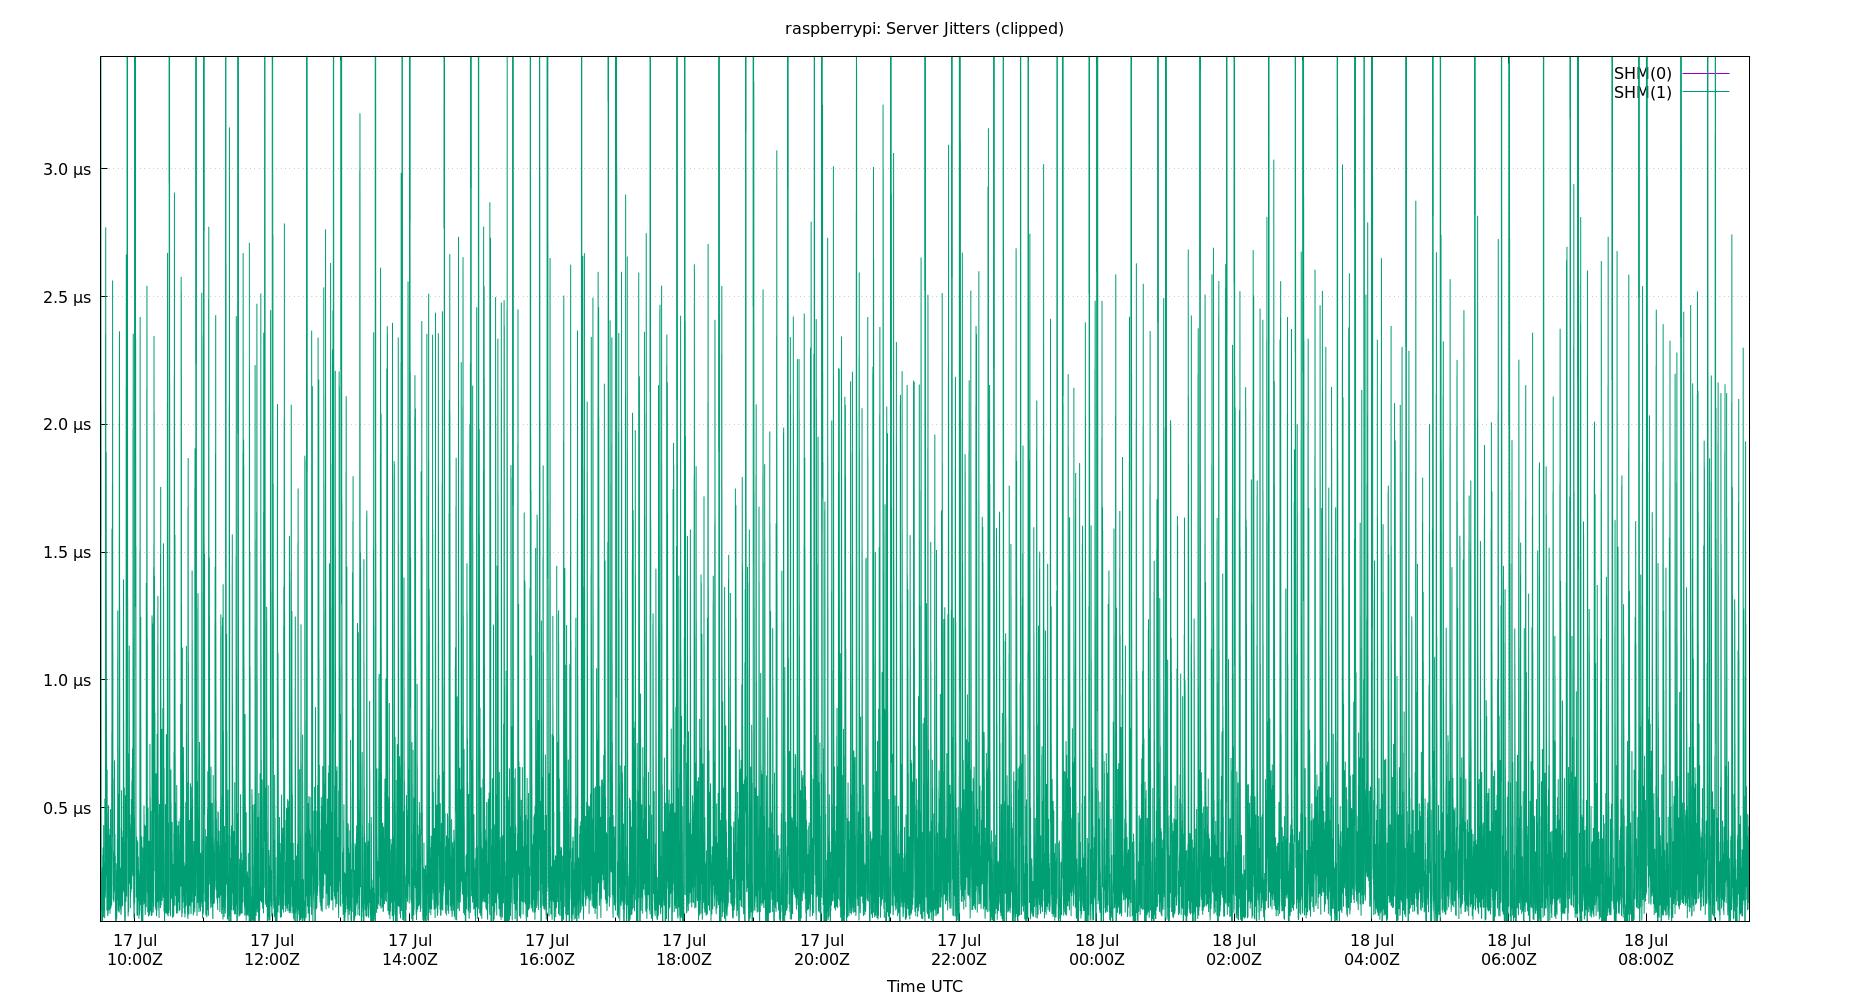 raspberrypi: Server Jitters (clipped)
SHM(0)
SHM(1)
3.0 µs
2.5 µs
2.0 µs
1.5 µs
1.0 µs
0.5 µs
17 Jul 17 Jul 17 Jul 17 Jul 17 Jul 17 Jul 17 Jul 18 Jul 18 Jul 18 Jul 18 Jul 18 Jul
10:00Z 12:00Z 14:00Z 16:00Z 18:00Z 20:00Z 22:00Z 00:00Z 02:00Z 04:00Z 06:00Z 08:00Z
Time UTC